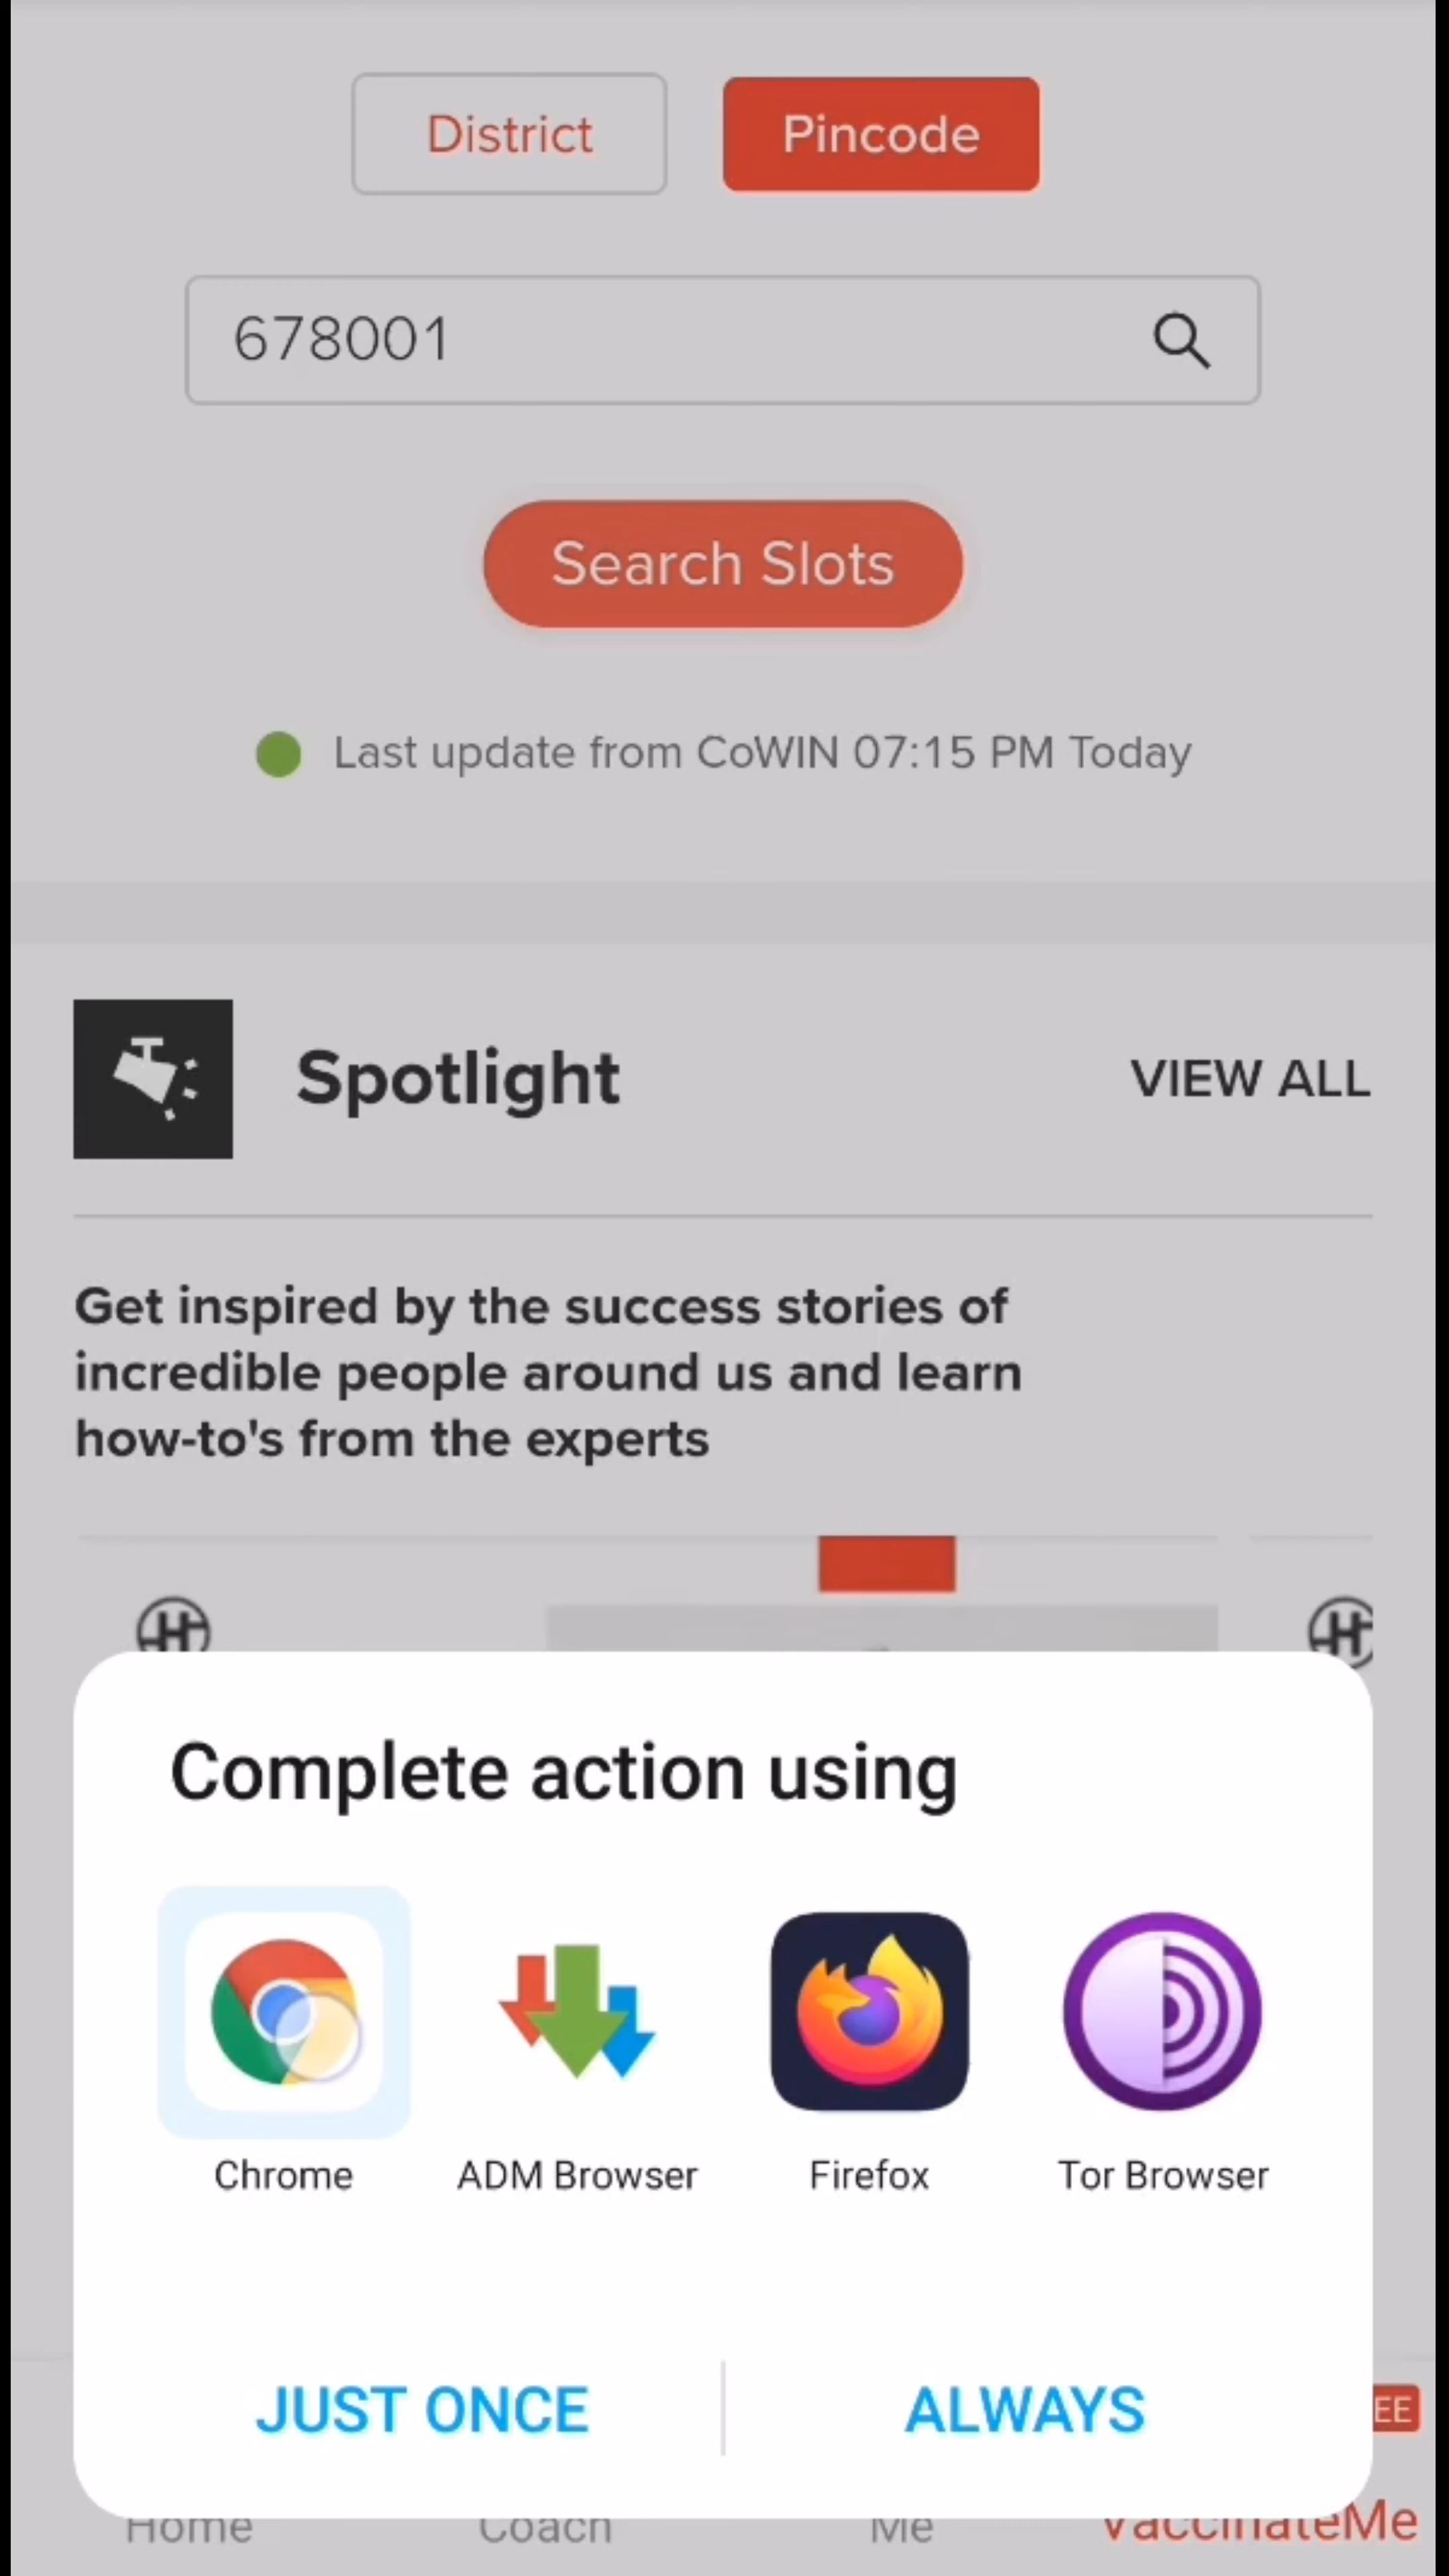 District
Pincode
678001
Search Slots
Last update from CoWIN 07:15 PM Today
Spotlight
VIEW ALL
Get inspired by the success stories of
incredible people around us and learn
how-to's from the experts
Complete action using
Chrome
ADM Browser
Firefox
Tor Browser
JUST ONCE
ALWAYS
EE
Home
Coach
Me
VaccinateMe